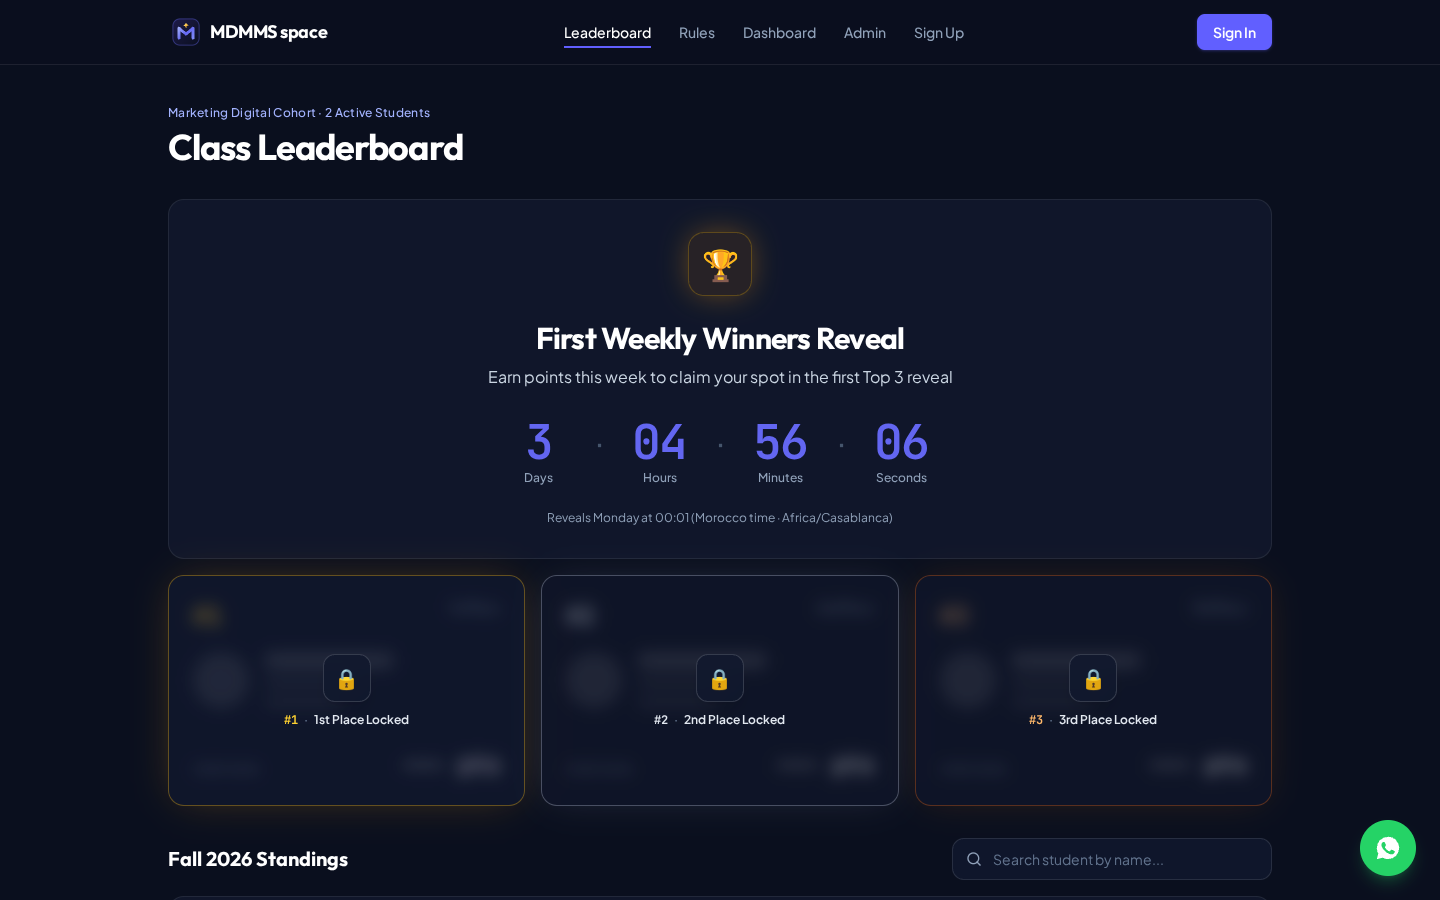 MDMMS space
Leaderboard
Rules
Dashboard
Admin
Sign Up
Sign In
Marketing Digital Cohort · 2 Active Students
Class Leaderboard
First Weekly Winners Reveal
Earn points this week to claim your spot in the first Top 3 reveal
3 · 04 · 56 · 06
Days Hours Minutes Seconds
Reveals Monday at 00:01 (Morocco time · Africa/Casablanca)
#1 · 1st Place Locked
#2 · 2nd Place Locked
#3 · 3rd Place Locked
Fall 2026 Standings
Search student by name...